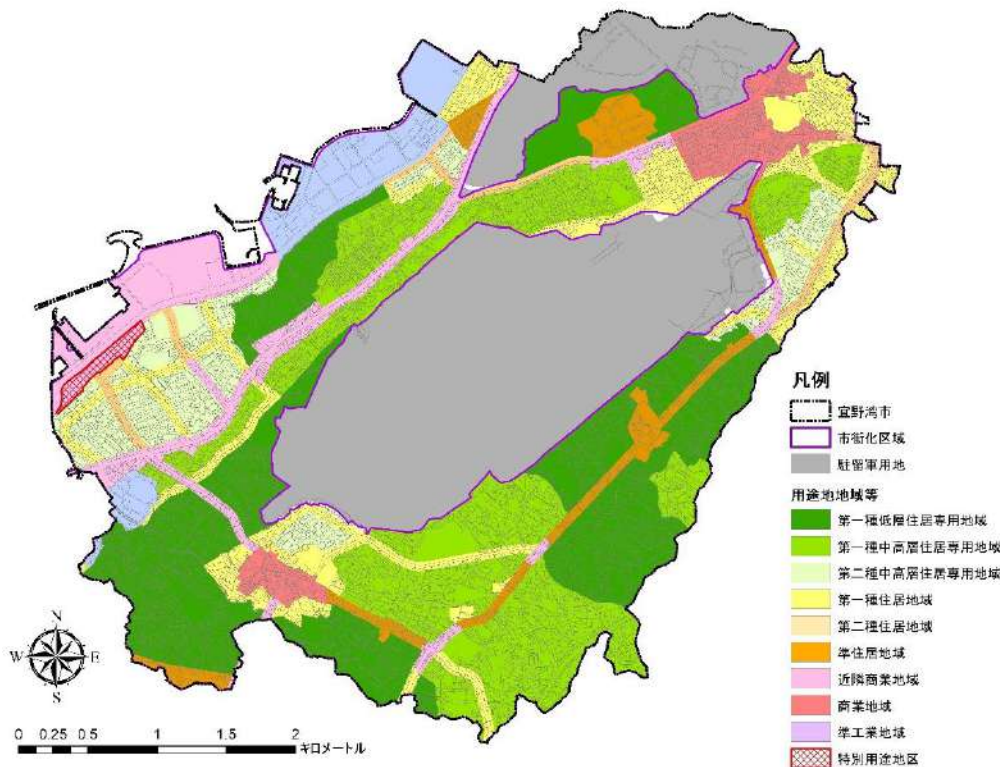 凡例
宜野湾市
市街化区域
駐留軍用地
用途地地域等
第一種低層住居専用地域
第一種中高層住居専用地域
第二種中高層住居専用地域
第一種住居地域
第二種住居地域
準住居地域
近隣商業地域
商業地域
準工業地域
特別用途地区
N
W E
S
0 0.25 0.5 1 1.5 2
キロメートル